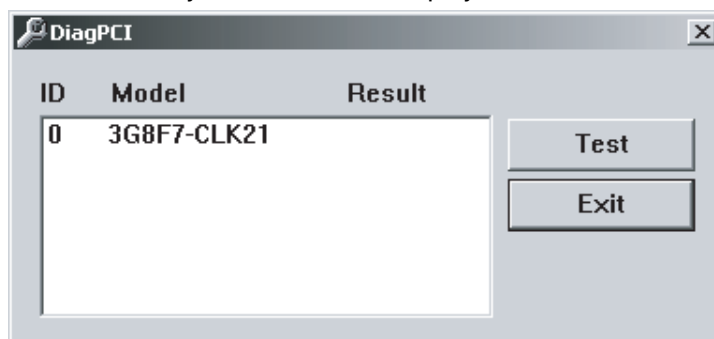 DiagPCI
ID Model Result
0 3G8F7-CLK21
Test
Exit